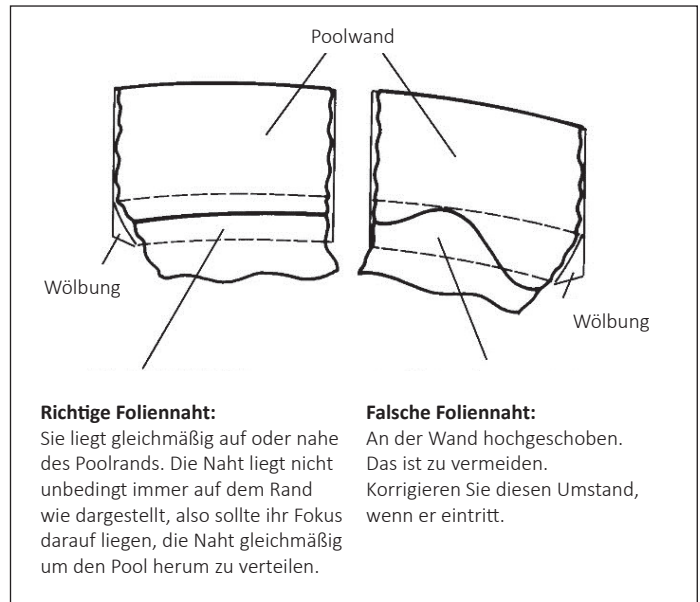 Poolwand
Wölbung
Wölbung
Richtige Foliennaht:
Sie liegt gleichmäßig auf oder nahe
des Poolrands. Die Naht liegt nicht
unbedingt immer auf dem Rand
wie dargestellt, also sollte ihr Fokus
darauf liegen, die Naht gleichmäßig
um den Pool herum zu verteilen.
Falsche Foliennaht:
An der Wand hochgeschoben.
Das ist zu vermeiden.
Korrigieren Sie diesen Umstand,
wenn er eintritt.